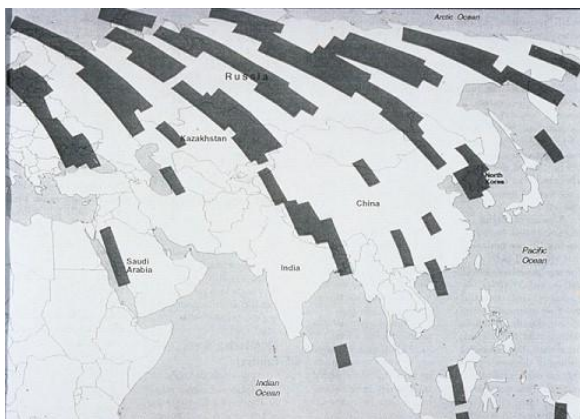 Arctic Ocean
Russia
Kazakhstan
North
Korea
China
Pacific
Ocean
Saudi
Arabia
India
Indian
Ocean